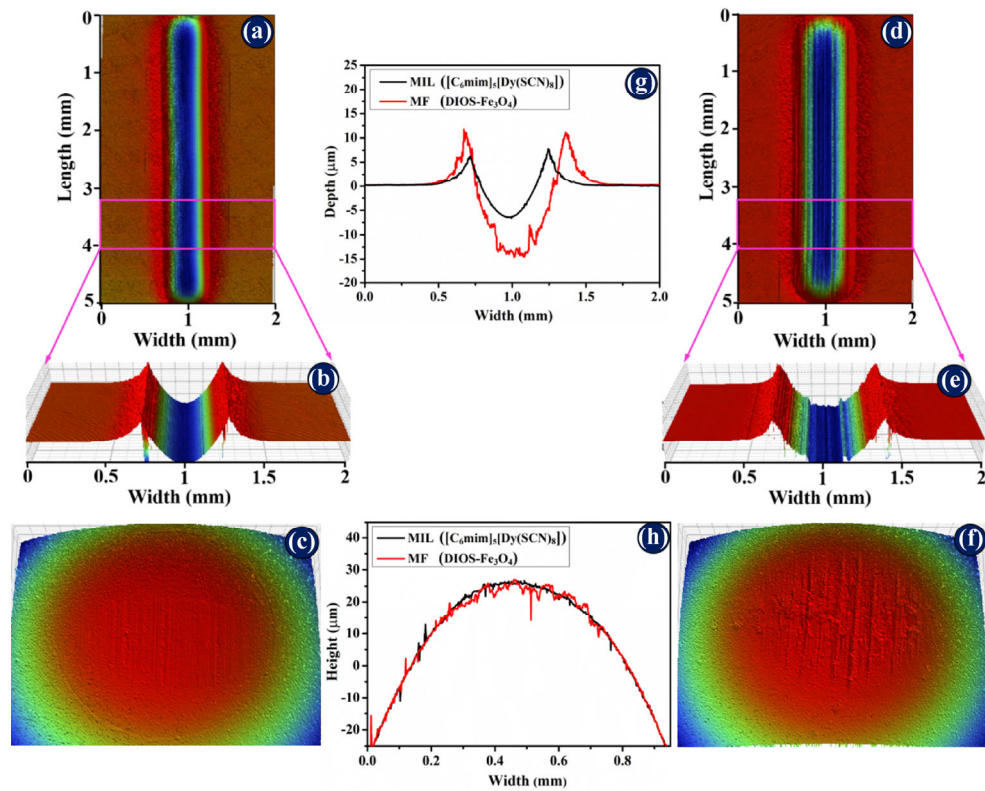 (a)
0
1
2
3
4
5
Length (mm)
0
1
2
Width (mm)
(b)
0
0.5
1
1.5
2
Width (mm)
(c)
(g)
MIL ([C₆mim]₅[Dy(SCN)₈])
MF (DIOS-Fe₃O₄)
25
20
15
10
5
0
-5
-10
-15
-20
Depth (μm)
0.0
0.5
1.0
1.5
2.0
Width (mm)
(h)
MIL ([C₆mim]₅[Dy(SCN)₈])
MF (DIOS-Fe₃O₄)
40
30
20
10
0
-10
-20
Height (μm)
0.0
0.2
0.4
0.6
0.8
Width (mm)
(d)
0
1
2
3
4
5
Length (mm)
0
1
2
Width (mm)
(e)
0
0.5
1
1.5
2
Width (mm)
(f)